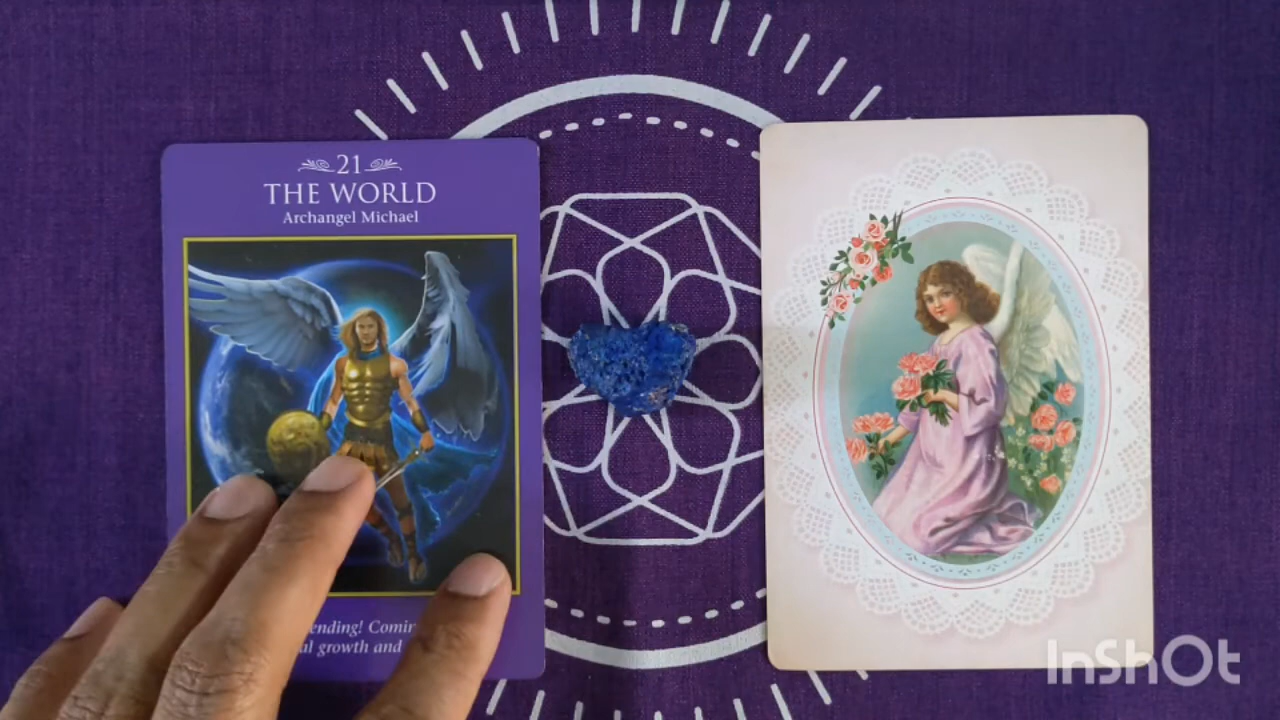 21
THE WORLD
Archangel Michael
ending! Comin
al growth and
InShOt